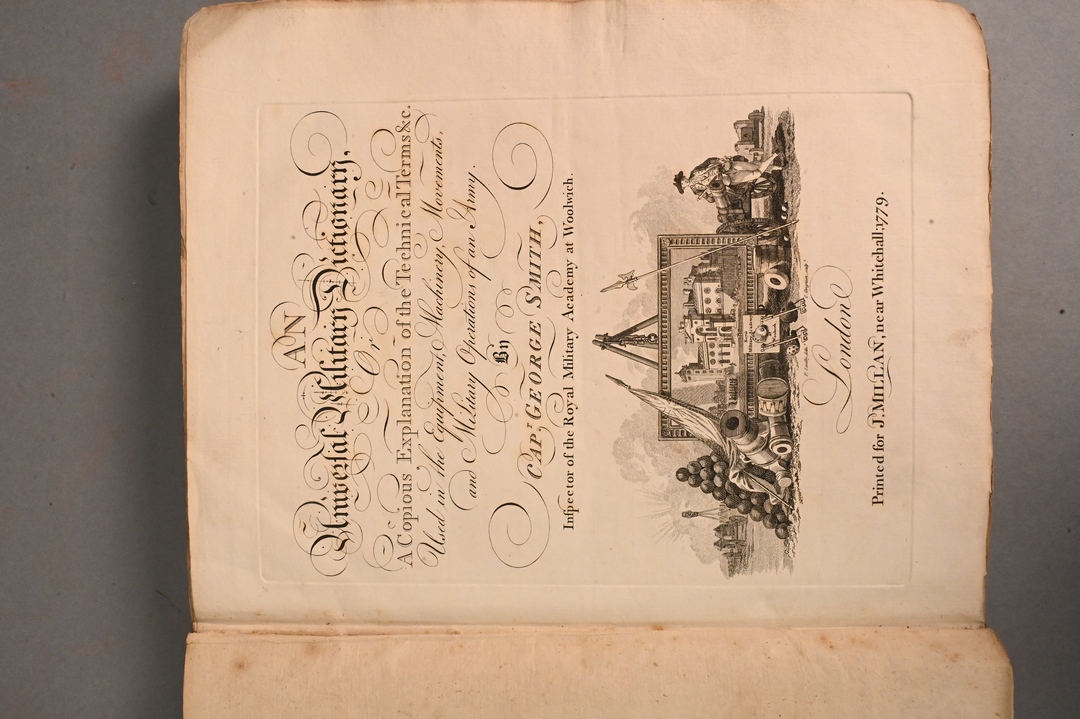 AN
Universal Military Dictionary,
Or
A Copious Explanation of the Technical Terms &c.
Used in the Equipment, Machinery, Movements,
and Military Operations of an Army.
By
CAPT. GEORGE SMITH,
Inſpector of the Royal Military Academy at Woolwich.
London
Printed for J. MILLAN, near Whitehall: 1779.